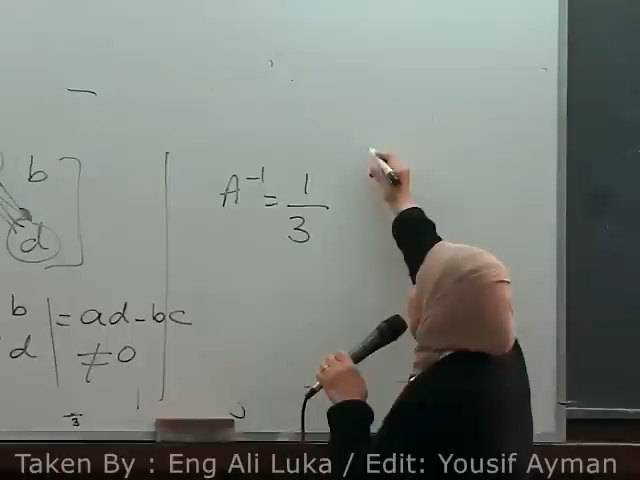 b
d
b
d | = ad - bc
≠ 0
A⁻¹ = 1/3
Taken By : Eng Ali Luka / Edit: Yousif Ayman